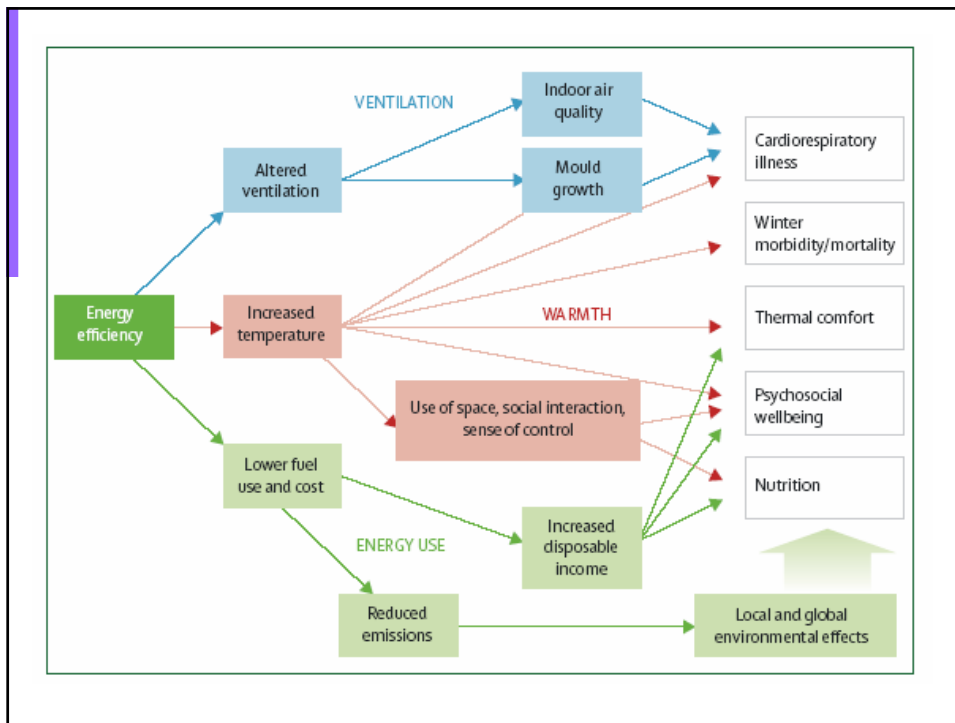 VENTILATION
Indoor air
quality
Cardiorespiratory
illness
Altered
ventilation
Mould
growth
Winter
morbidity/mortality
Energy
efficiency
Increased
temperature
WARMTH
Thermal comfort
Use of space, social interaction,
sense of control
Psychosocial
wellbeing
Lower fuel
use and cost
Nutrition
ENERGY USE
Increased
disposable
income
Reduced
emissions
Local and global
environmental effects